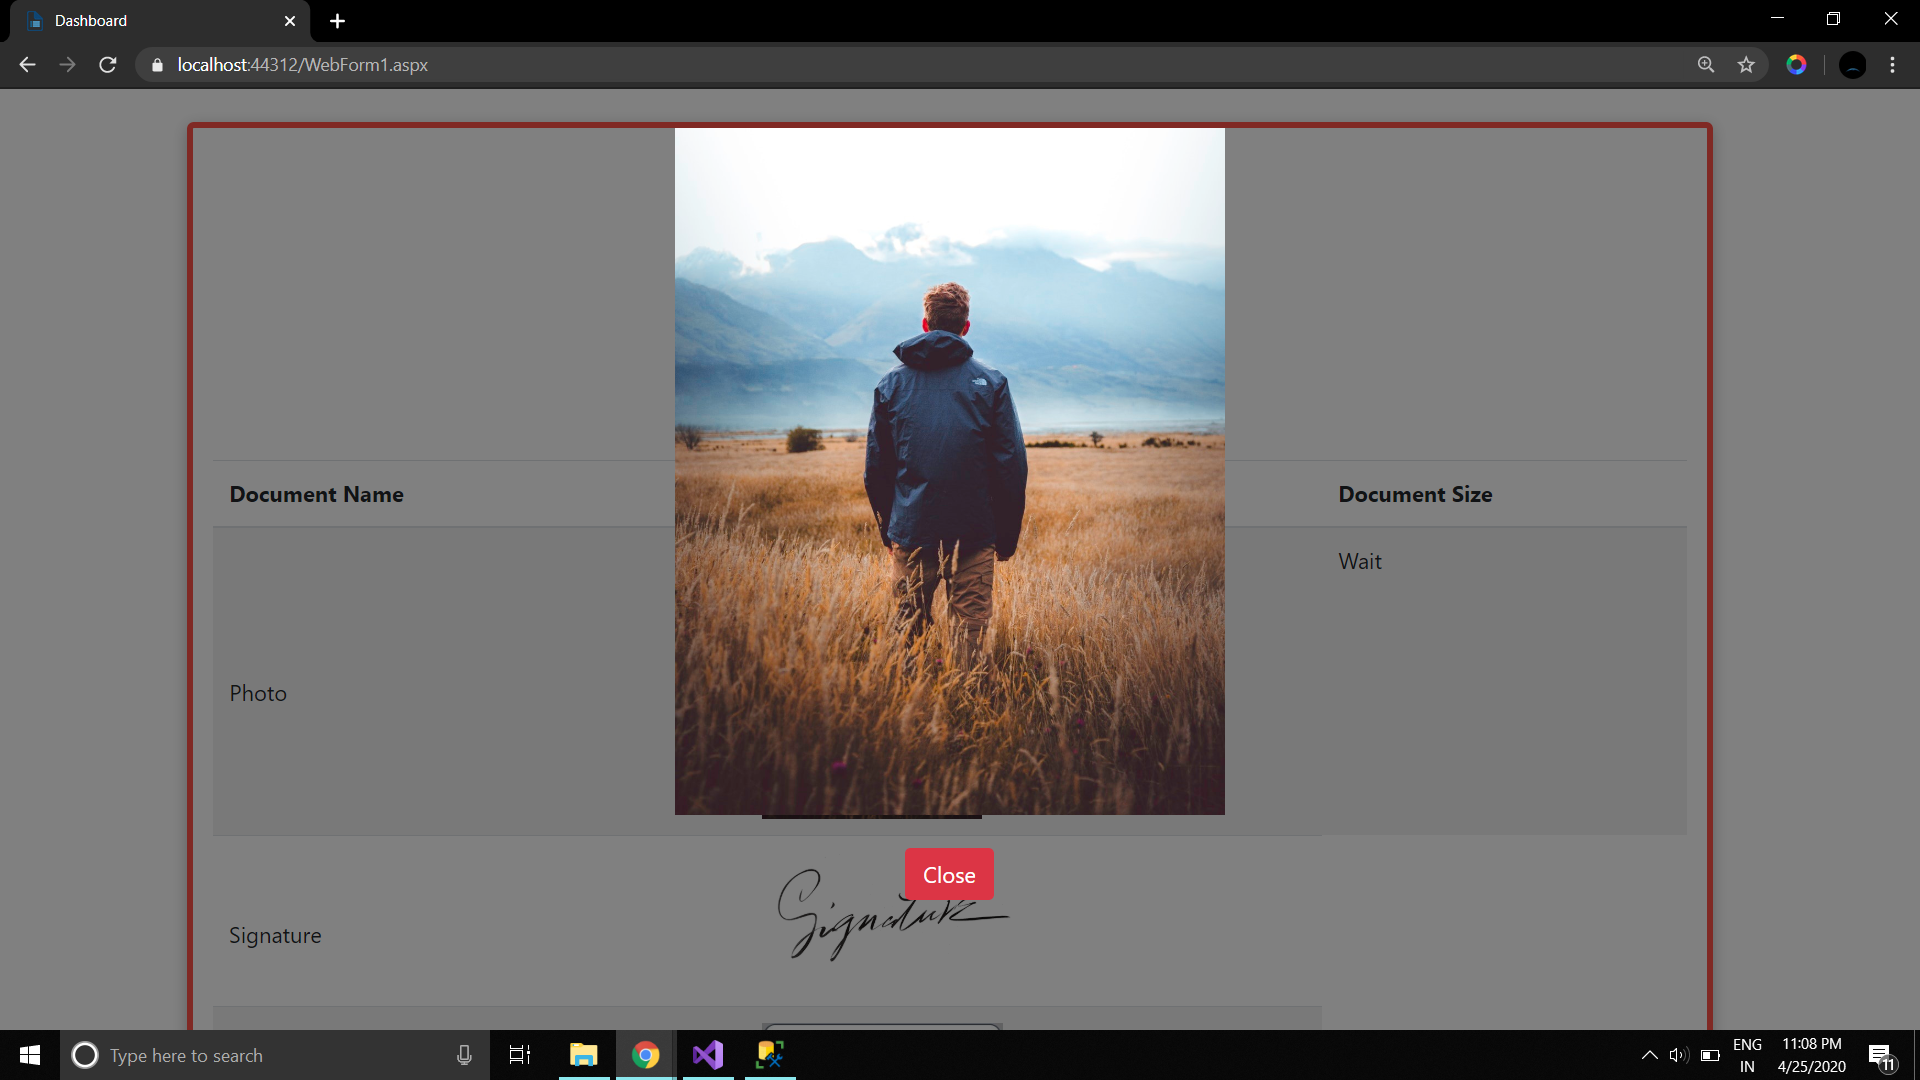 Dashboard
localhost:44312/WebForm1.aspx
Document Name
Document Size
Wait
Photo
Close
Signature
Signature
Type here to search
ENG
IN
11:08 PM
4/25/2020
11